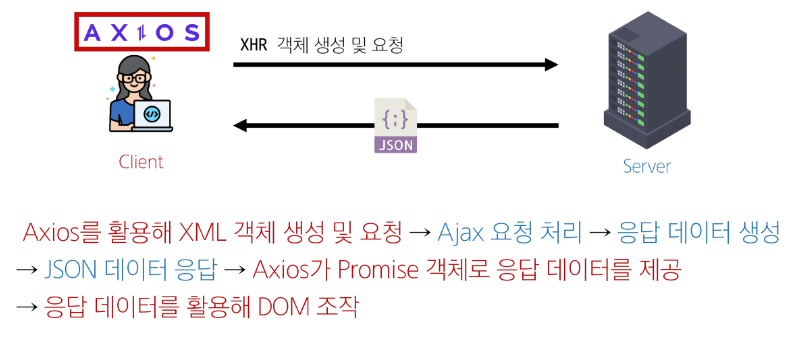 AXIOS
XHR 객체 생성 및 요청
{;}
JSON
Client
Server
Axios를 활용해 XML 객체 생성 및 요청 → Ajax 요청 처리 → 응답 데이터 생성
→ JSON 데이터 응답 → Axios가 Promise 객체로 응답 데이터를 제공
→ 응답 데이터를 활용해 DOM 조작